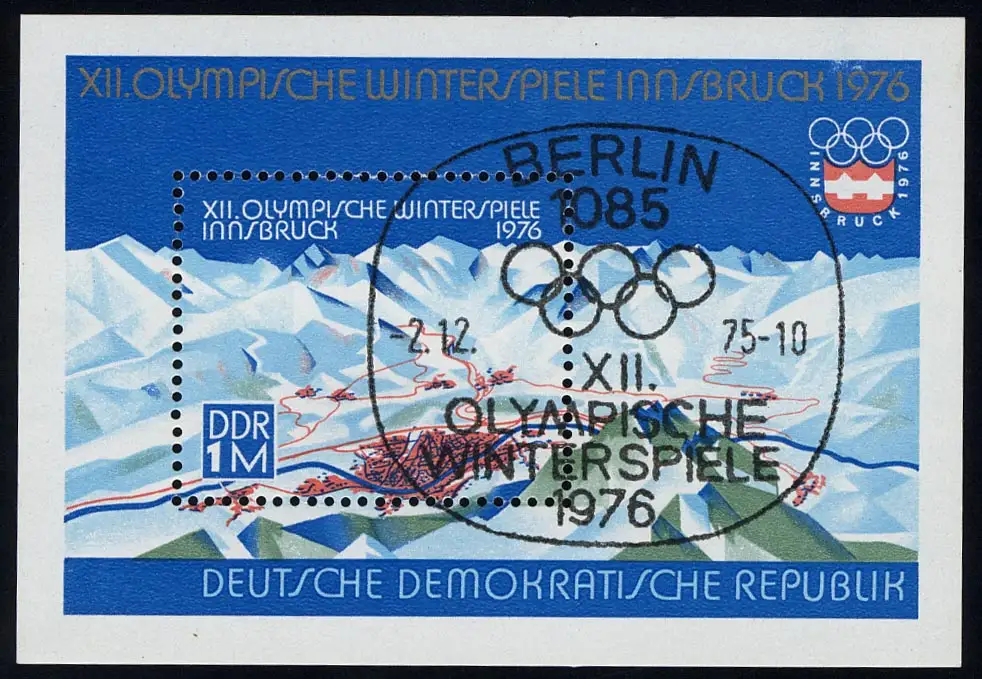 XII. OLYMPISCHE WINTERSPIELE INNSBRUCK 1976
INNSBRUCK 1976
XII. OLYMPISCHE WINTERSPIELE
INNSBRUCK 1976
DDR
1 M
BERLIN
1085
-2.12. 75-10
XII.
OLYMPISCHE
WINTERSPIELE
1976
DEUTSCHE DEMOKRATISCHE REPUBLIK